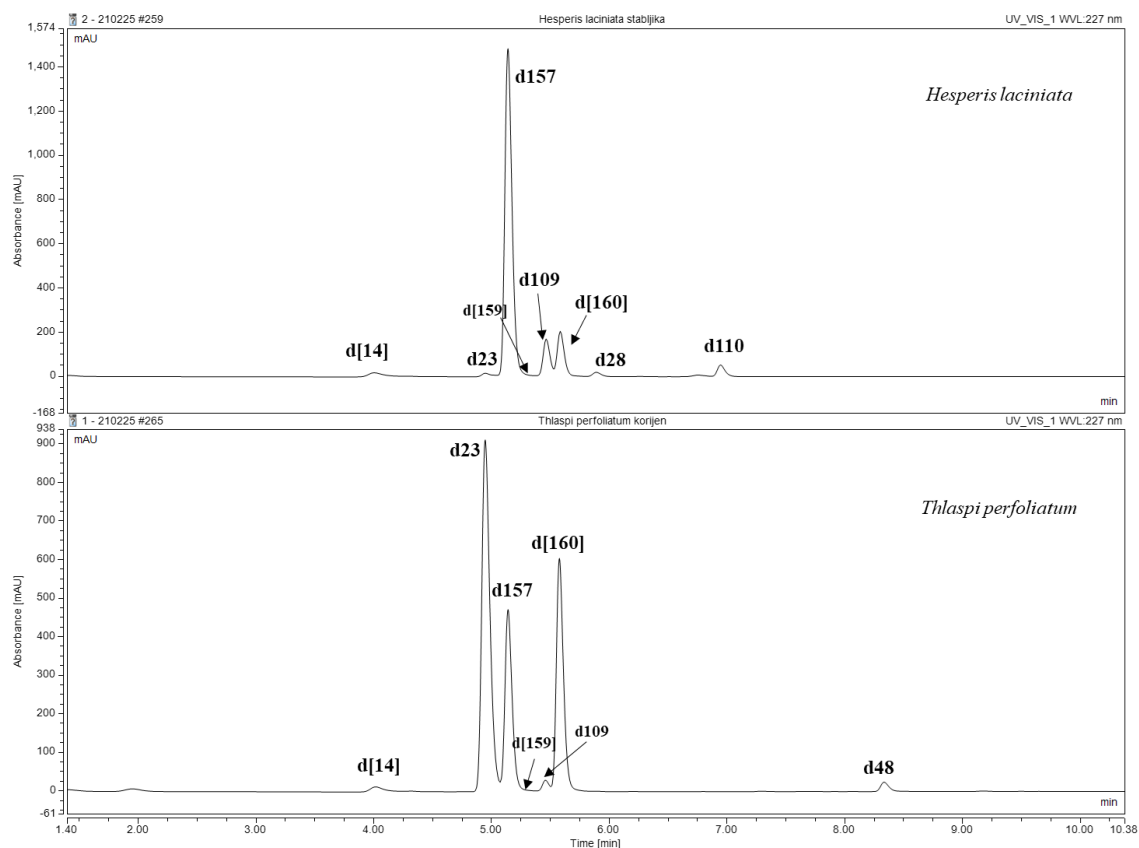 2 - 210225 #259 Hesperis laciniata stabljika UV_VIS_1 WVL:227 nm
1,574
mAU
1,400
1,200
1,000
800
600
400
200
0
-168
Absorbance [mAU]
d157
Hesperis laciniata
d109
d[159]
d[160]
d[14]
d23
d28
d110
min
1 - 210225 #265 Thlaspi perfoliatum korijen UV_VIS_1 WVL:227 nm
938
mAU
900
800
700
600
500
400
300
200
100
0
-61
Absorbance [mAU]
d23
Thlaspi perfoliatum
d[160]
d157
d[159]
d109
d[14]
d48
min
1.40 2.00 3.00 4.00 5.00 6.00 7.00 8.00 9.00 10.00 10.38
Time [min]